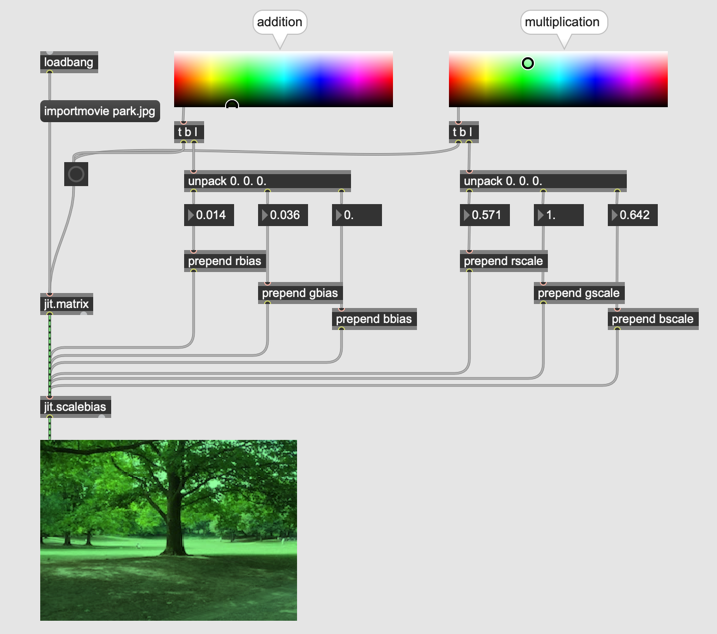 addition
multiplication
loadbang
importmovie park.jpg
t b l
t b l
unpack 0. 0. 0.
unpack 0. 0. 0.
0.014
0.036
0.
0.571
1.
0.642
prepend rbias
prepend rscale
prepend gbias
prepend gscale
jit.matrix
prepend bbias
prepend bscale
jit.scalebias